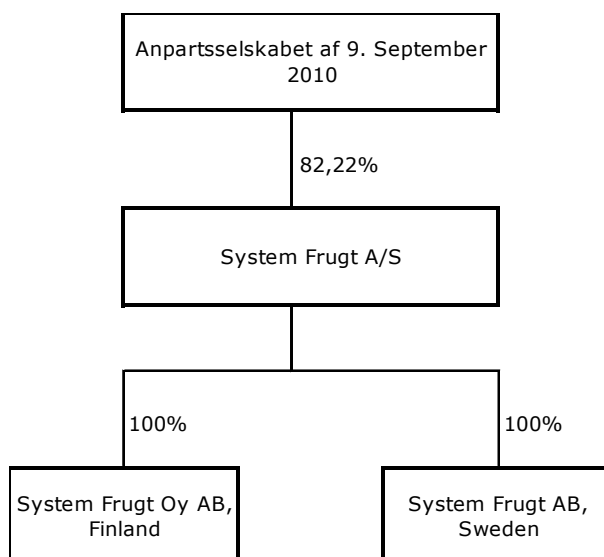 Anpartsselskabet af 9. September
2010
82,22%
System Frugt A/S
100%
100%
System Frugt Oy AB,
Finland
System Frugt AB,
Sweden